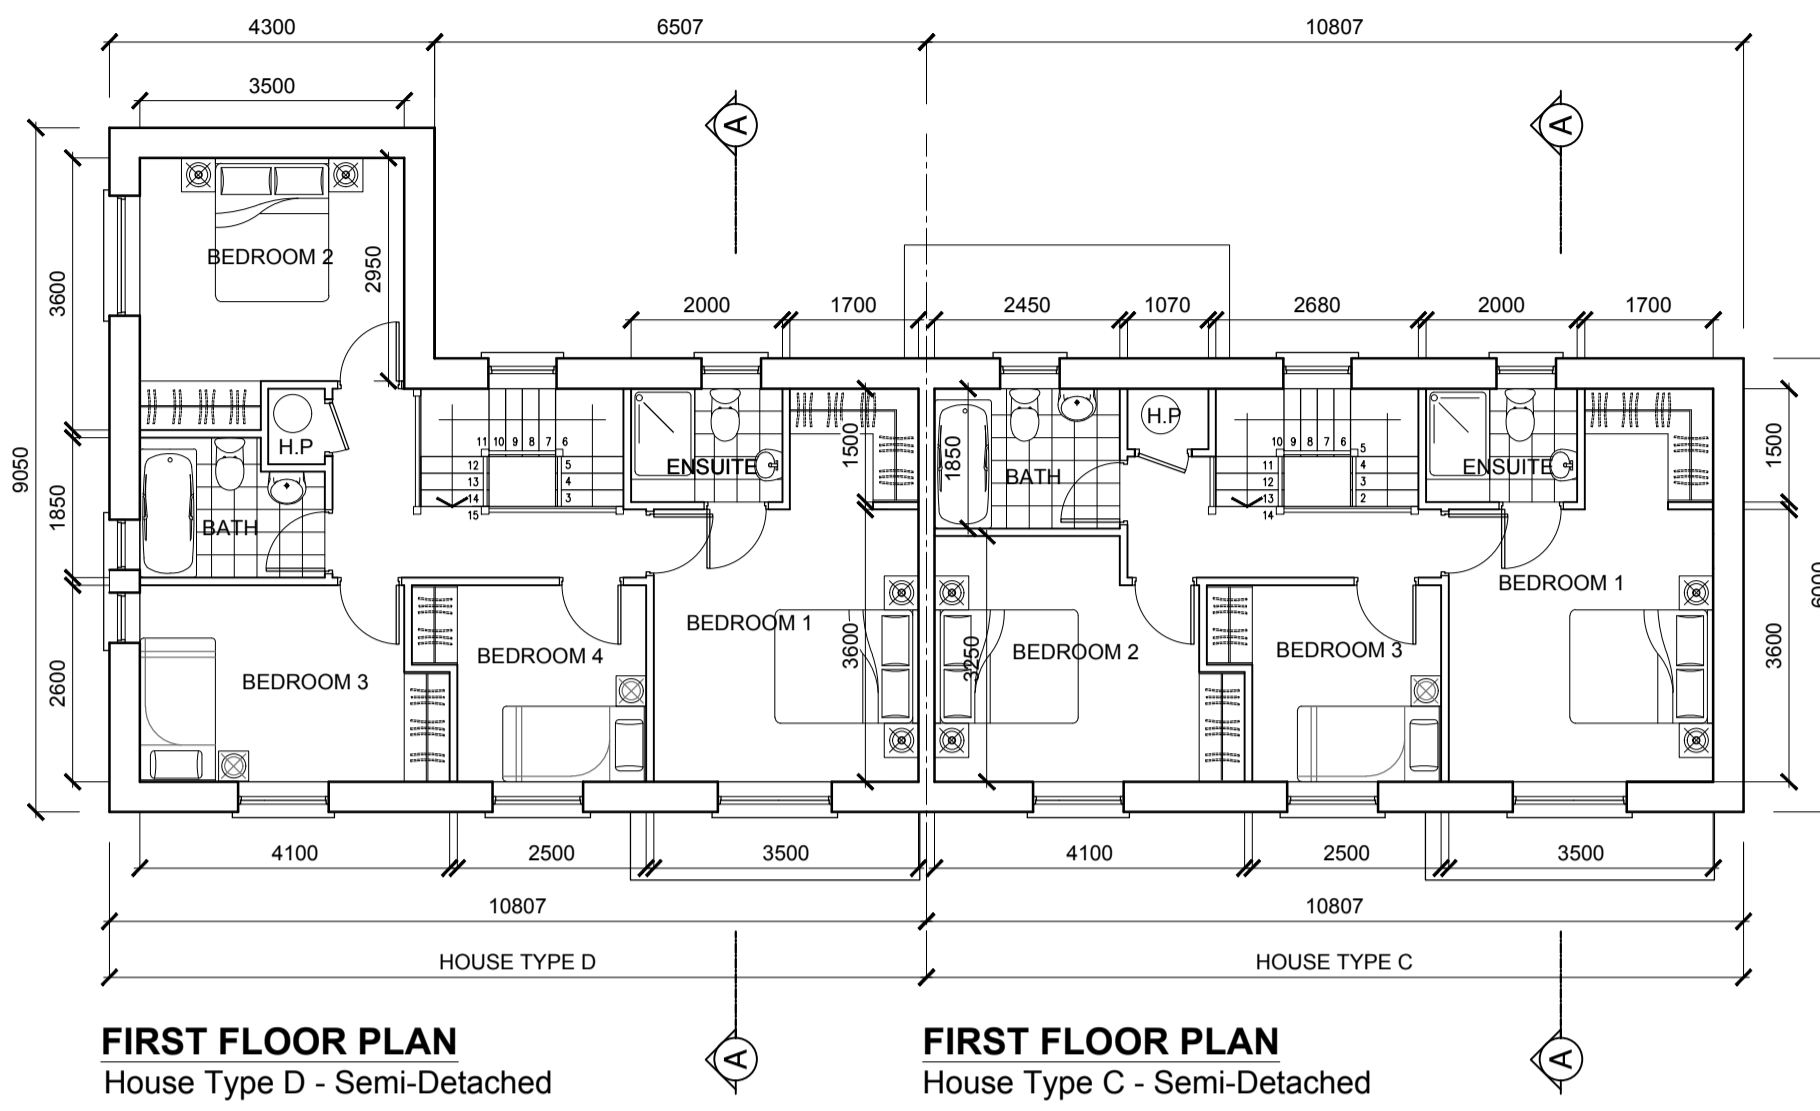 4300
6507
10807
3500
A
A
BEDROOM 2
2950
3600
9050
2000
1700
2450
1070
2680
2000
1700
H.P
11 10 9 8 7 6
12
13
14
15
5
4
3
ENSUITE
1500
1850
BATH
1850
BATH
H.P
10 9 8 7 6
11
12
13
14
5
4
3
2
ENSUITE
1500
BEDROOM 3
2600
BEDROOM 4
BEDROOM 1
3600
BEDROOM 2
3250
BEDROOM 3
BEDROOM 1
3600
6000
4100
2500
3500
4100
2500
3500
10807
10807
HOUSE TYPE D
HOUSE TYPE C
FIRST FLOOR PLAN
House Type D - Semi-Detached
A
FIRST FLOOR PLAN
House Type C - Semi-Detached
A